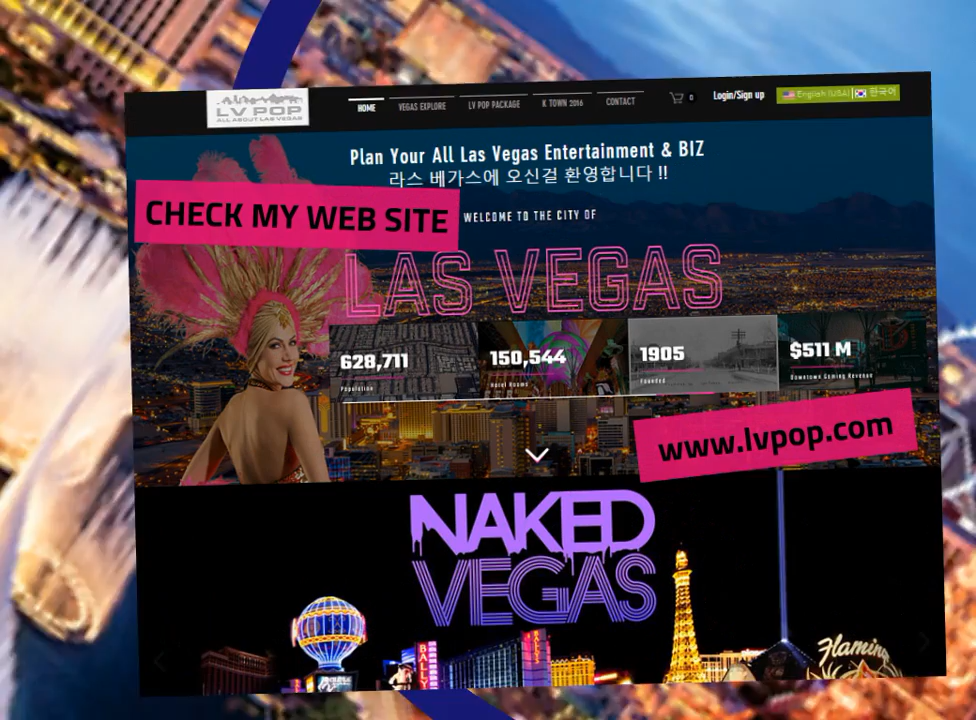 LV POP
ALL ABOUT LAS VEGAS
HOME
VEGAS EXPLORE
LV POP PACKAGE
K TOWN 2016
CONTACT
0
Login/Sign up
English (USA)
한국어
Plan Your All Las Vegas Entertainment & BIZ
라스 베가스에 오신걸 환영합니다 !!
CHECK MY WEB SITE
WELCOME TO THE CITY OF
LAS VEGAS
628,711
Population
150,544
Hotel Rooms
1905
Founded
$511 M
Downtown Gaming Revenue
www.lvpop.com
NAKED
VEGAS
BALLY
BALLY
Flamingo